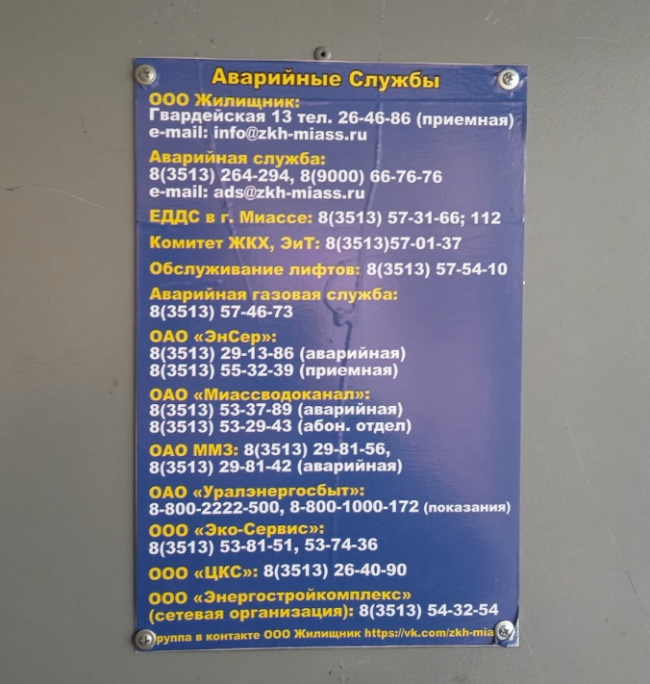 Аварийные Службы
ООО Жилищник:
Гвардейская 13 тел. 26-46-86 (приемная)
e-mail: info@zkh-miass.ru
Аварийная служба:
8(3513) 264-294, 8(9000) 66-76-76
e-mail: ads@zkh-miass.ru
ЕДДС в г. Миассе: 8(3513) 57-31-66; 112
Комитет ЖКХ, ЭиТ: 8(3513)57-01-37
Обслуживание лифтов: 8(3513) 57-54-10
Аварийная газовая служба:
8(3513) 57-46-73
ОАО «ЭнСер»:
8(3513) 29-13-86 (аварийная)
8(3513) 55-32-39 (приемная)
ОАО «Миассводоканал»:
8(3513) 53-37-89 (аварийная)
8(3513) 53-29-43 (абон. отдел)
ОАО ММЗ: 8(3513) 29-81-56,
8(3513) 29-81-42 (аварийная)
ОАО «Уралэнергосбыт»:
8-800-2222-500, 8-800-1000-172 (показания)
ООО «Эко-Сервис»:
8(3513) 53-81-51, 53-74-36
ООО «ЦКС»: 8(3513) 26-40-90
ООО «Энергостройкомплекс»
(сетевая организация): 8(3513) 54-32-54
руппа в контакте ООО Жилищник https://vk.com/zkh-mia